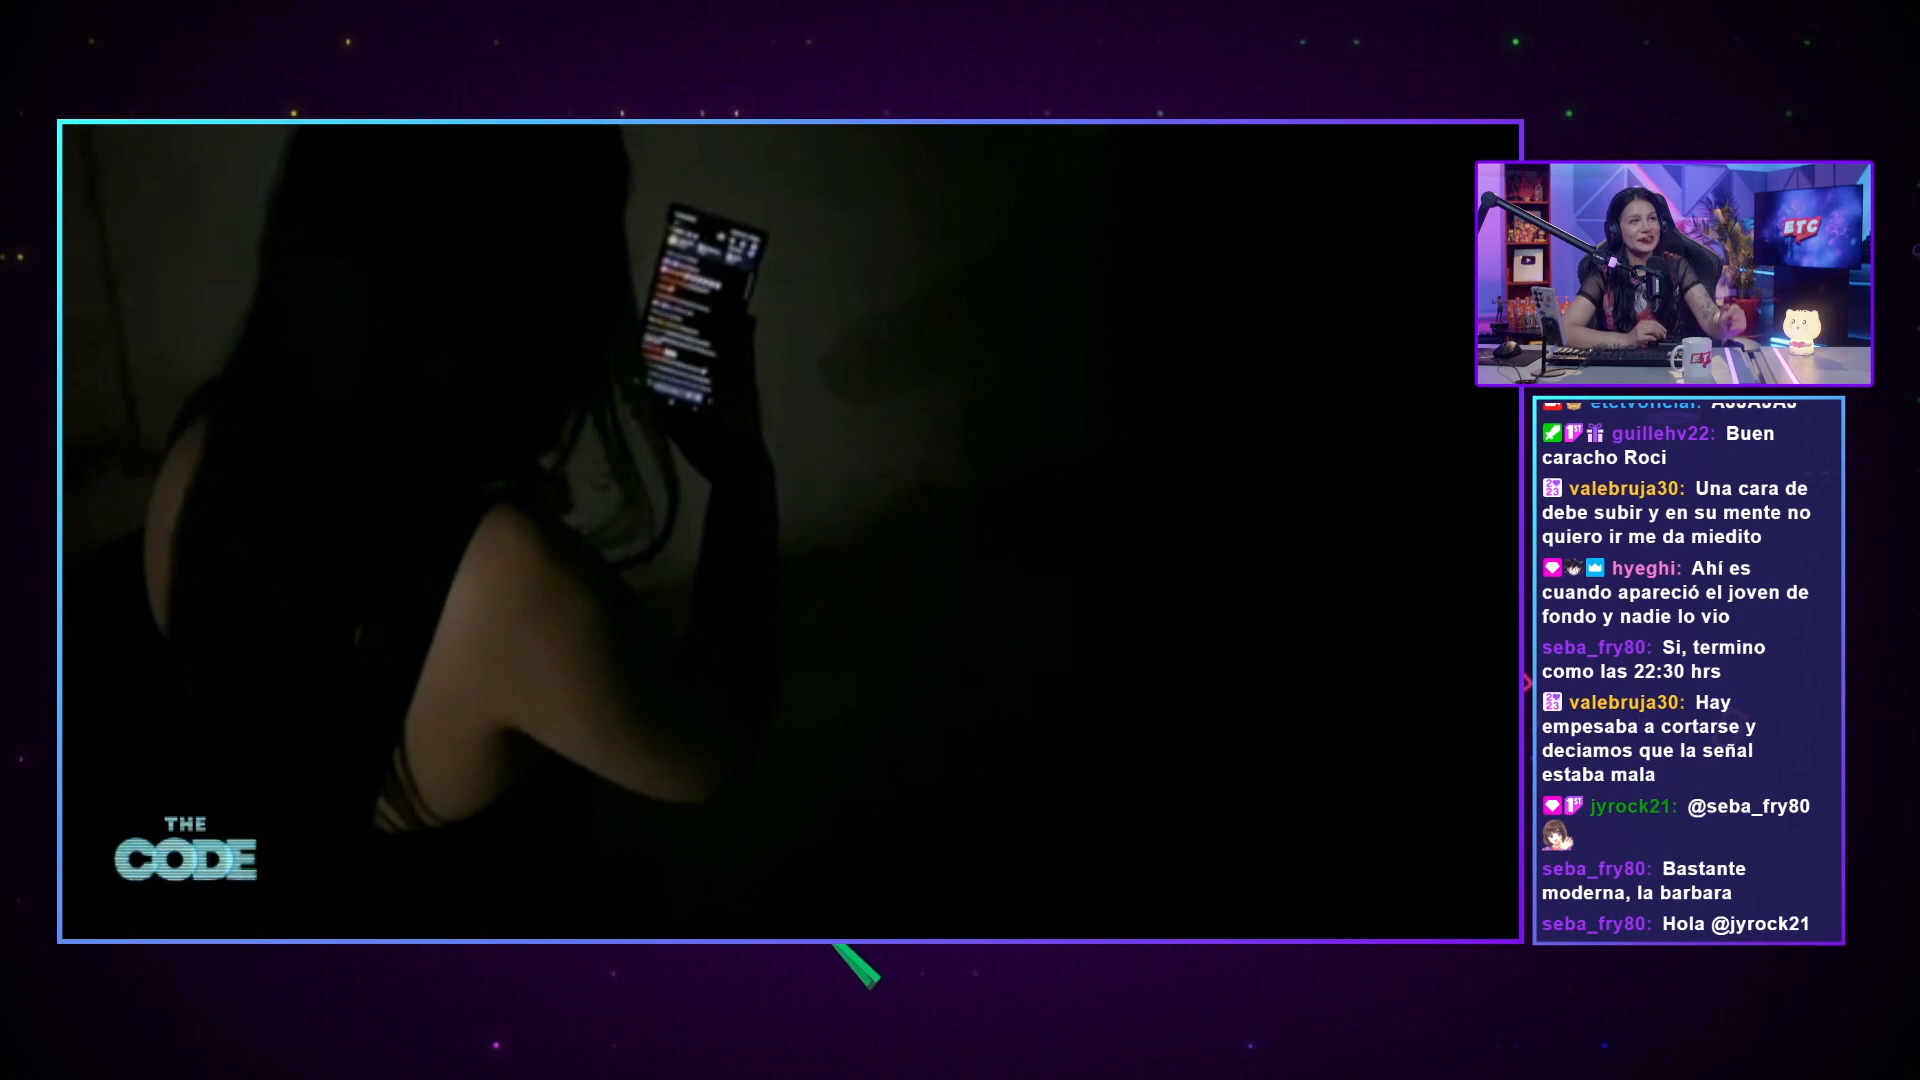 THE
CODE
ETC
etctvoficial: AJJAJAJ
guillehv22: Buen
caracho Roci
valebruja30: Una cara de
debe subir y en su mente no
quiero ir me da miedito
hyeghi: Ahí es
cuando apareció el joven de
fondo y nadie lo vio
seba_fry80: Si, termino
como las 22:30 hrs
valebruja30: Hay
empesaba a cortarse y
deciamos que la señal
estaba mala
jyrock21: @seba_fry80
seba_fry80: Bastante
moderna, la barbara
seba_fry80: Hola @jyrock21